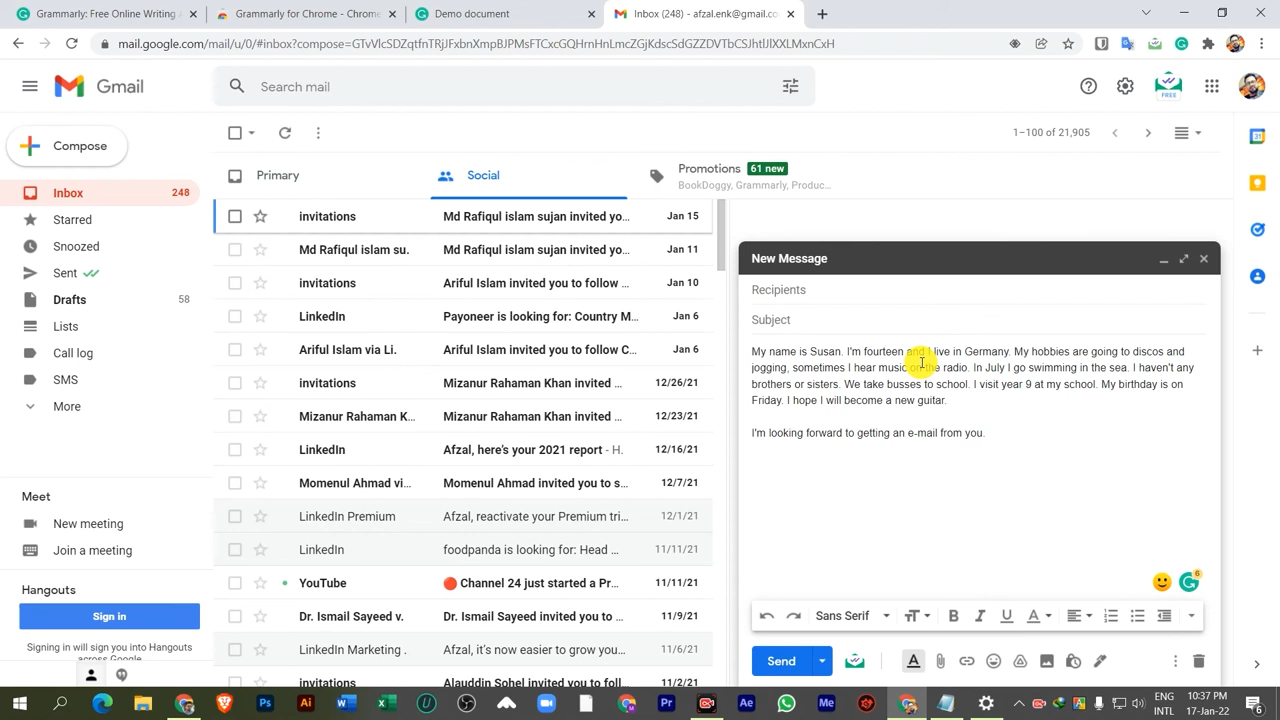 Grammarly: Free Online Writing A
Grammarly for Chrome - Chrome
Demo document
Inbox (248) - afzal.enk@gmail.co
mail.google.com/mail/u/0/#inbox?compose=
Gmail
Search mail
FREE
Compose
1–100 of 21,905
Inbox 248
Starred
Snoozed
Sent
Drafts 58
Lists
Call log
SMS
More
Meet
New meeting
Join a meeting
Hangouts
Sign in
Signing in will sign you into Hangouts
across Google
Primary
Social
Promotions 61 new
BookDoggy, Grammarly, Produc...
invitations Md Rafiqul islam sujan invited yo... Jan 15
Md Rafiqul islam su. Md Rafiqul islam sujan invited yo... Jan 11
invitations Ariful Islam invited you to follow ... Jan 10
LinkedIn Payoneer is looking for: Country M... Jan 6
Ariful Islam via Li. Ariful Islam invited you to follow C... Jan 6
invitations Mizanur Rahaman Khan invited ... 12/26/21
Mizanur Rahaman K... Mizanur Rahaman Khan invited ... 12/23/21
LinkedIn Afzal, here's your 2021 report - H. 12/16/21
Momenul Ahmad vi... Momenul Ahmad invited you to s... 12/7/21
LinkedIn Premium Afzal, reactivate your Premium tri... 12/1/21
LinkedIn foodpanda is looking for: Head ... 11/11/21
YouTube 🔴 Channel 24 just started a Pr... 11/11/21
Dr. Ismail Sayeed v. Dr. Ismail Sayeed invited you to ... 11/9/21
LinkedIn Marketing . Afzal, it's now easier to grow you... 11/6/21
invitations Alauddin Sohel invited you to foll... 11/2/21
New Message
Recipients
Subject
My name is Susan. I'm fourteen and I live in Germany. My hobbies are going to discos and
jogging, sometimes I hear music on the radio. In July I go swimming in the sea. I haven't any
brothers or sisters. We take busses to school. I visit year 9 at my school. My birthday is on
Friday. I hope I will become a new guitar.
I'm looking forward to getting an e-mail from you.
6
Sans Serif
Send
ENG
INTL
10:37 PM
17-Jan-22
6